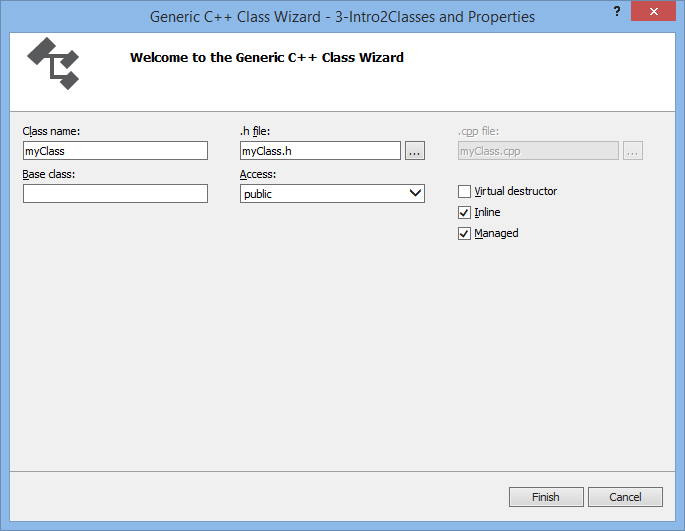 Generic C++ Class Wizard - 3-Intro2Classes and Properties
?
Welcome to the Generic C++ Class Wizard
Class name:
.h file:
.cpp file:
myClass
myClass.h
...
myClass.cpp
...
Base class:
Access:
public
Virtual destructor
Inline
Managed
Finish
Cancel